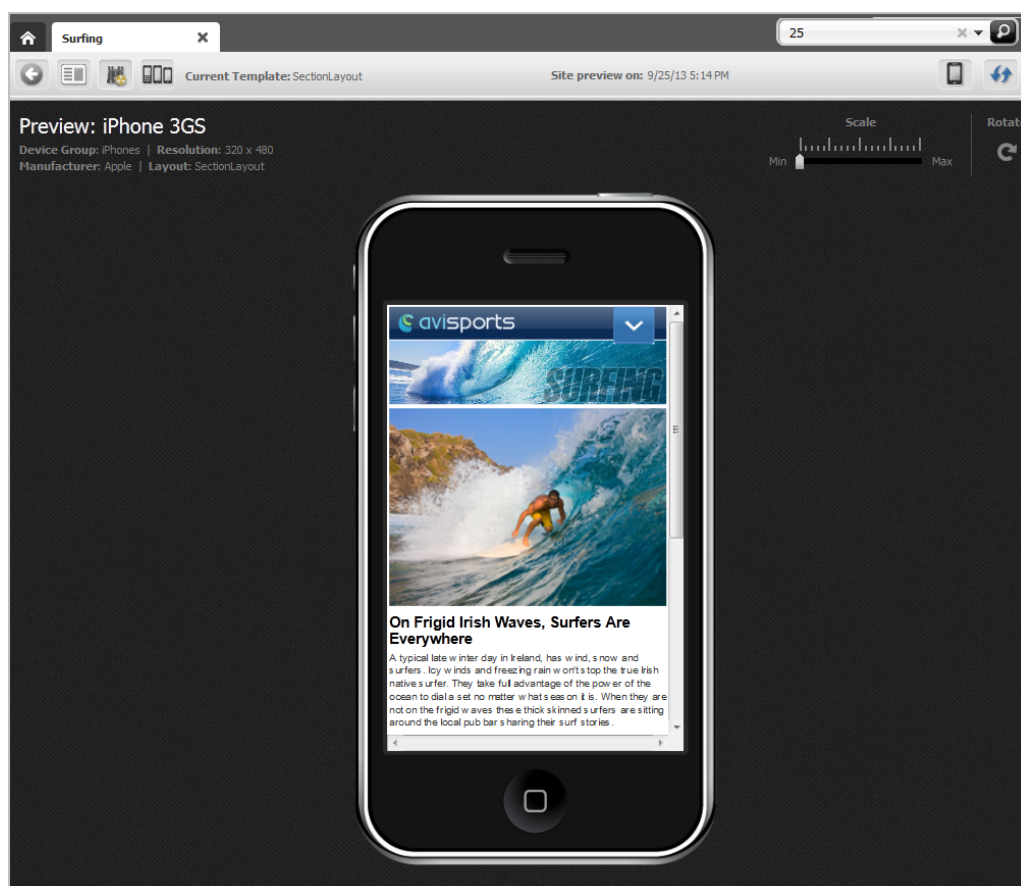 Surfing
25
Current Template: SectionLayout
Site preview on: 9/25/13 5:14 PM
Preview: iPhone 3GS
Device Group: iPhones | Resolution: 320 x 480
Manufacturer: Apple | Layout: SectionLayout
Scale
Min
Max
Rotat
avisports
SURFING
On Frigid Irish Waves, Surfers Are
Everywhere
A typical late winter day in Ireland, has wind, snow and
surfers. Icy winds and freezing rain won't stop the true Irish
native surfer. They take full advantage of the power of the
ocean to dial a set no matter what season it is. When they are
not on the frigid waves these thick skinned surfers are sitting
around the local pub bar sharing their surf stories.